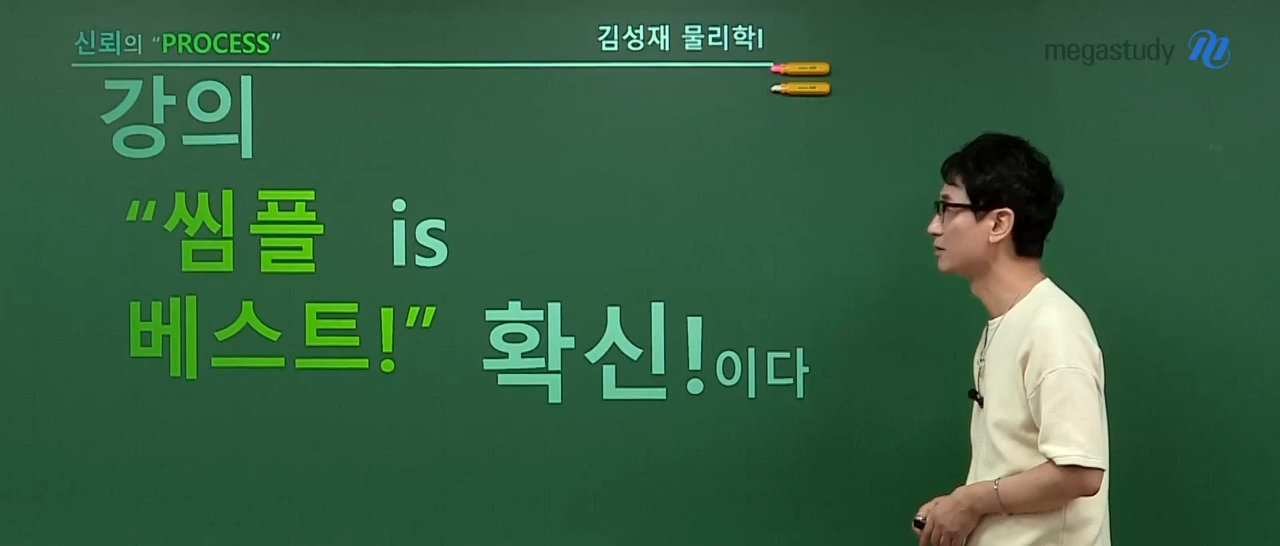 신뢰의 “PROCESS”
김성재 물리학I
megastudy
강의
“씸플 is
베스트!” 확신!이다